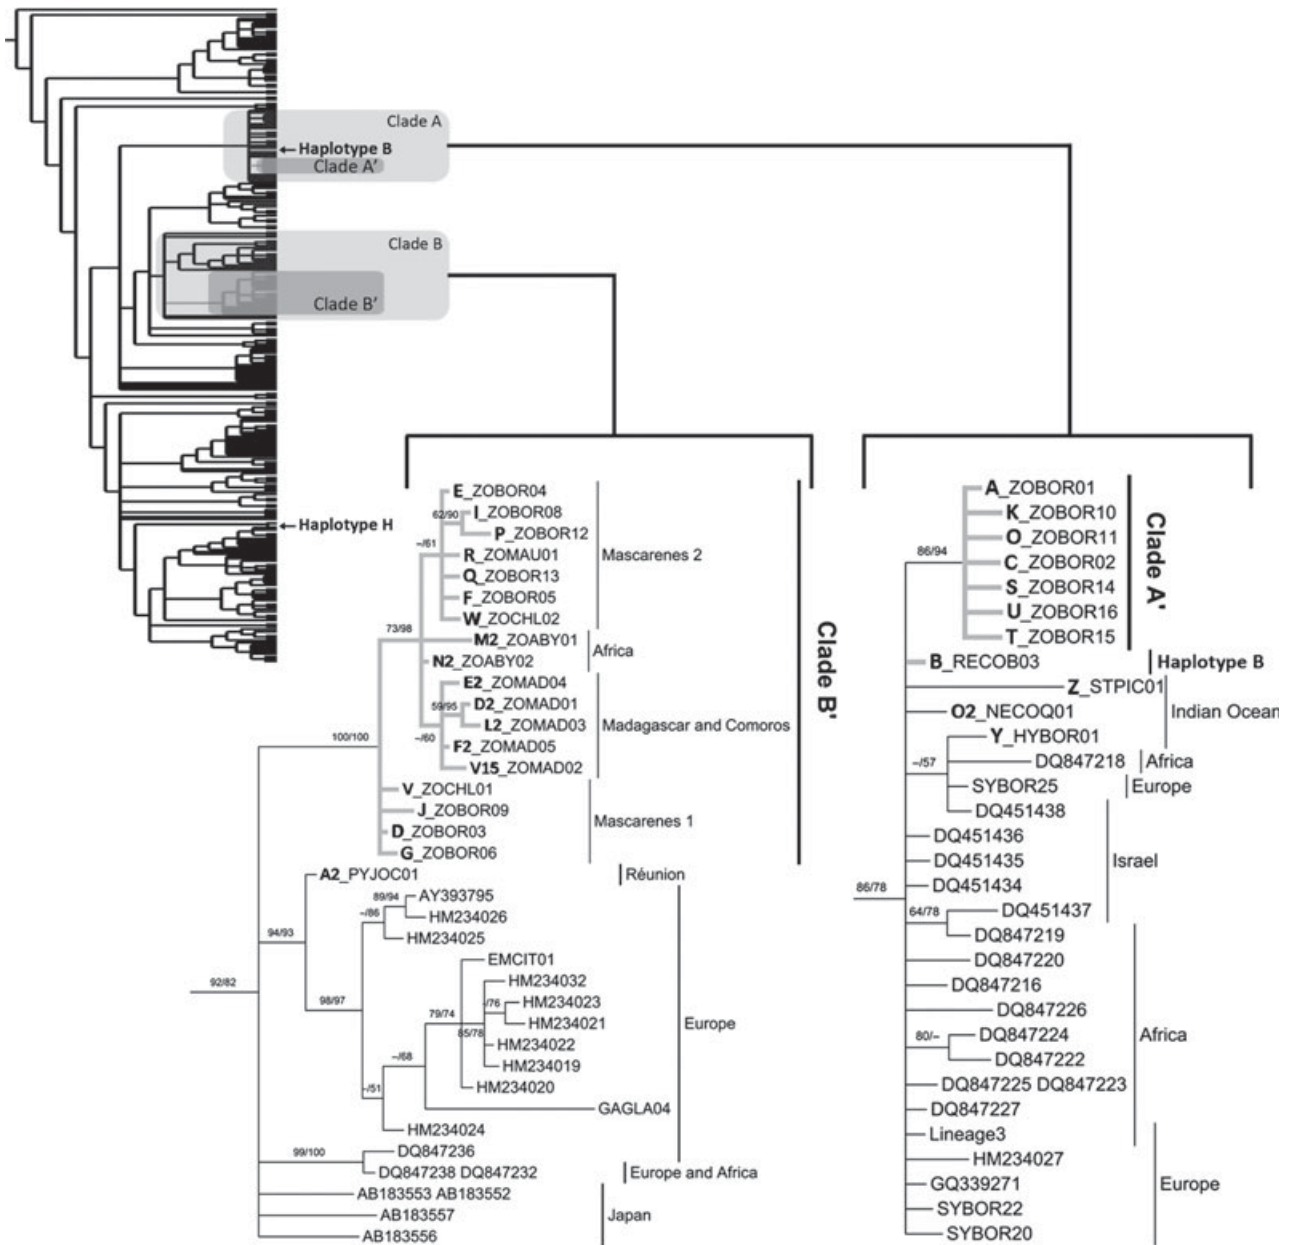 Clade A
Haplotype B
Clade A'
Clade B
Clade B'
Haplotype H
E_ZOBOR04
62/90
I_ZOBOR08
P_ZOBOR12
–/61
R_ZOMAU01
Q_ZOBOR13
F_ZOBOR05
W_ZOCHL02
Mascarenes 2
73/98
M2_ZOABY01
N2_ZOABY02
Africa
E2_ZOMAD04
59/95
D2_ZOMAD01
L2_ZOMAD03
–/60
F2_ZOMAD05
V15_ZOMAD02
Madagascar and Comoros
100/100
V_ZOCHL01
J_ZOBOR09
D_ZOBOR03
G_ZOBOR06
Mascarenes 1
Clade B'
A2_PYJOC01
Réunion
89/94
AY393795
–/86
HM234026
HM234025
94/93
92/82
98/97
EMCIT01
HM234032
/76
HM234023
HM234021
79/74
85/78
HM234022
HM234019
–/68
HM234020
–/51
GAGLA04
HM234024
Europe
99/100
DQ847236
DQ847238 DQ847232
Europe and Africa
AB183553 AB183552
AB183557
AB183556
Japan
A_ZOBOR01
K_ZOBOR10
O_ZOBOR11
86/94
C_ZOBOR02
S_ZOBOR14
U_ZOBOR16
T_ZOBOR15
Clade A'
B_RECOB03
Haplotype B
Z_STPIC01
O2_NECOQ01
Y_HYBOR01
Indian Ocean
–/57
DQ847218
Africa
SYBOR25
Europe
DQ451438
DQ451436
DQ451435
DQ451434
Israel
86/78
64/78
DQ451437
DQ847219
DQ847220
DQ847216
DQ847226
80/–
DQ847224
DQ847222
DQ847225 DQ847223
DQ847227
Africa
Lineage3
HM234027
GQ339271
SYBOR22
SYBOR20
Europe